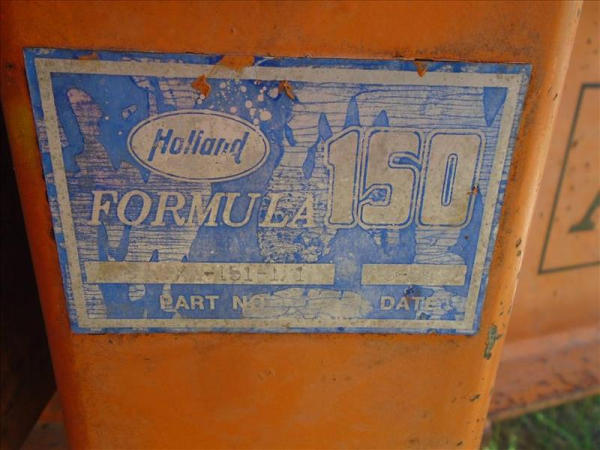 Holland
FORMULA 150
PART NO. DATE